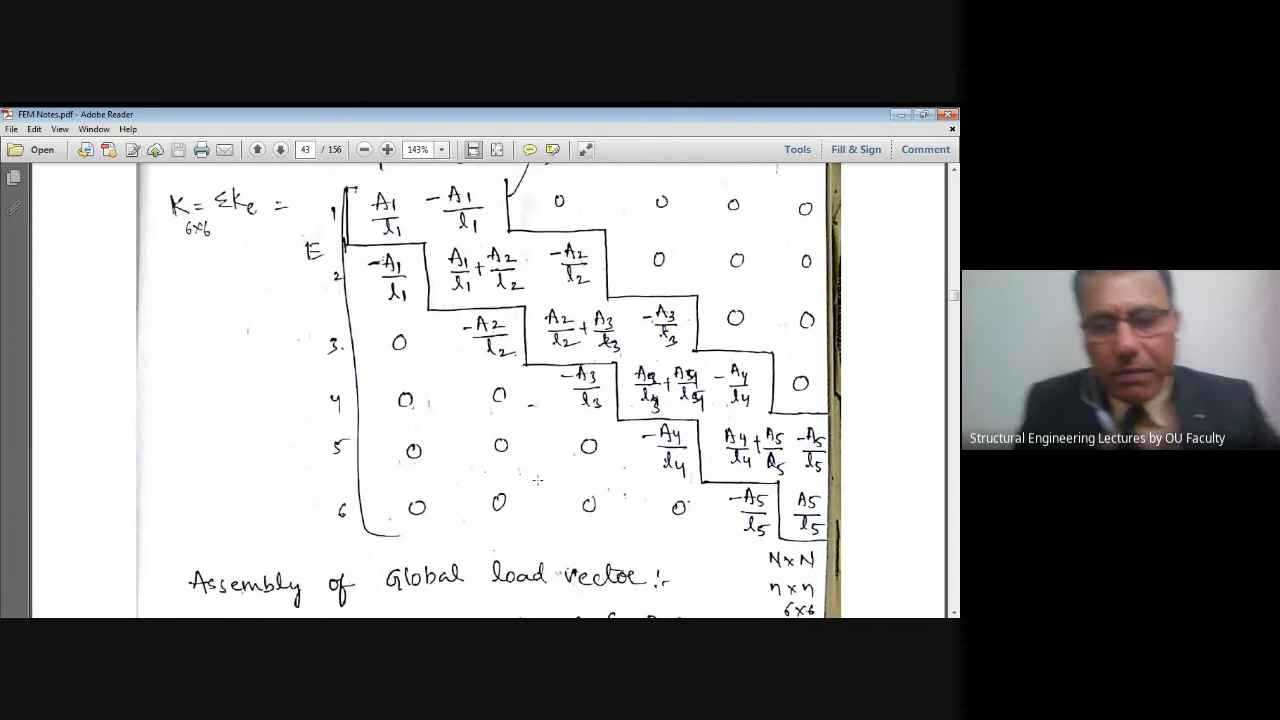 FEM Notes.pdf - Adobe Reader
File Edit View Window Help
Open 43 / 156 143% Tools Fill & Sign Comment
K = Σke =
6x6
E
1 A1/l1 -A1/l1 0 0 0 0
2 -A1/l1 A1/l1 + A2/l2 -A2/l2 0 0 0
3. 0 -A2/l2 A2/l2 + A3/l3 -A3/l3 0 0
4 0 0 -A3/l3 A3/l3 + A4/l4 -A4/l4 0
5 0 0 0 -A4/l4 A4/l4 + A5/l5 -A5/l5
6 0 0 0 0 -A5/l5 A5/l5
N x N
n x n
6x6
Assembly of Global load vector :-
Structural Engineering Lectures by OU Faculty